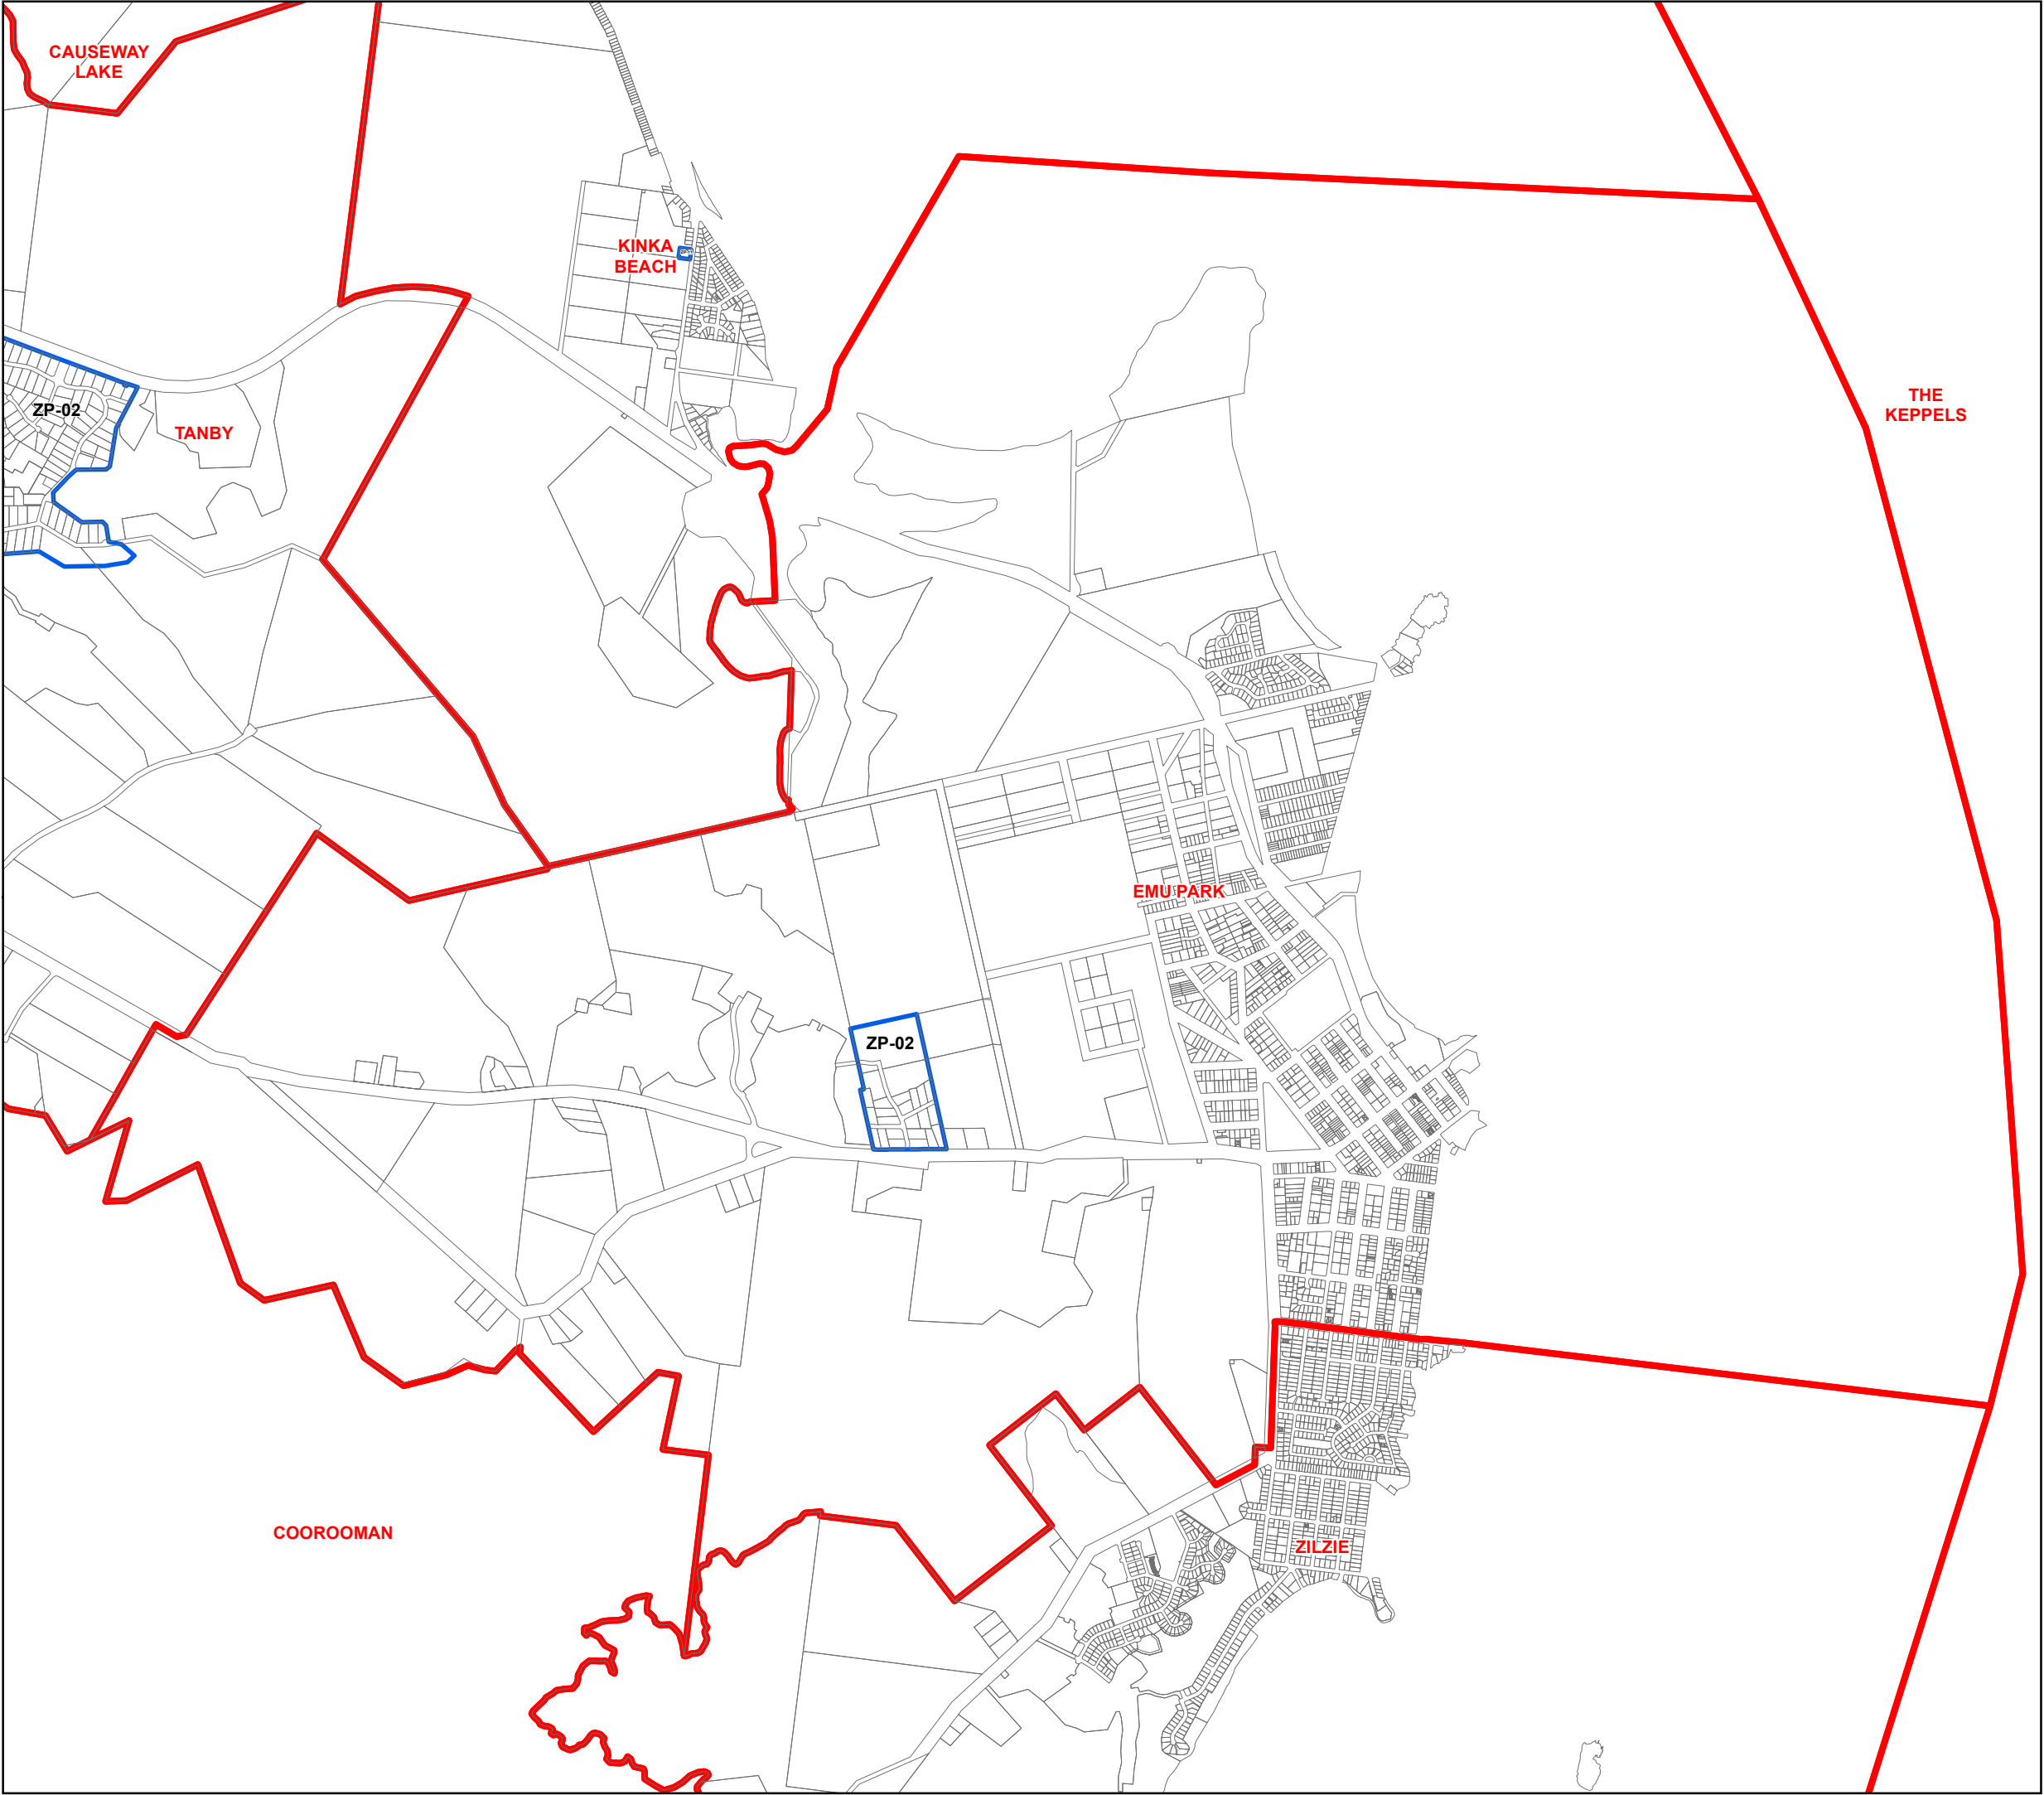 CAUSEWAY
LAKE
KINKA
BEACH
THE
KEPPELS
ZP-02
TANBY
EMU PARK
ZP-02
COOROOMAN
ZILZIE